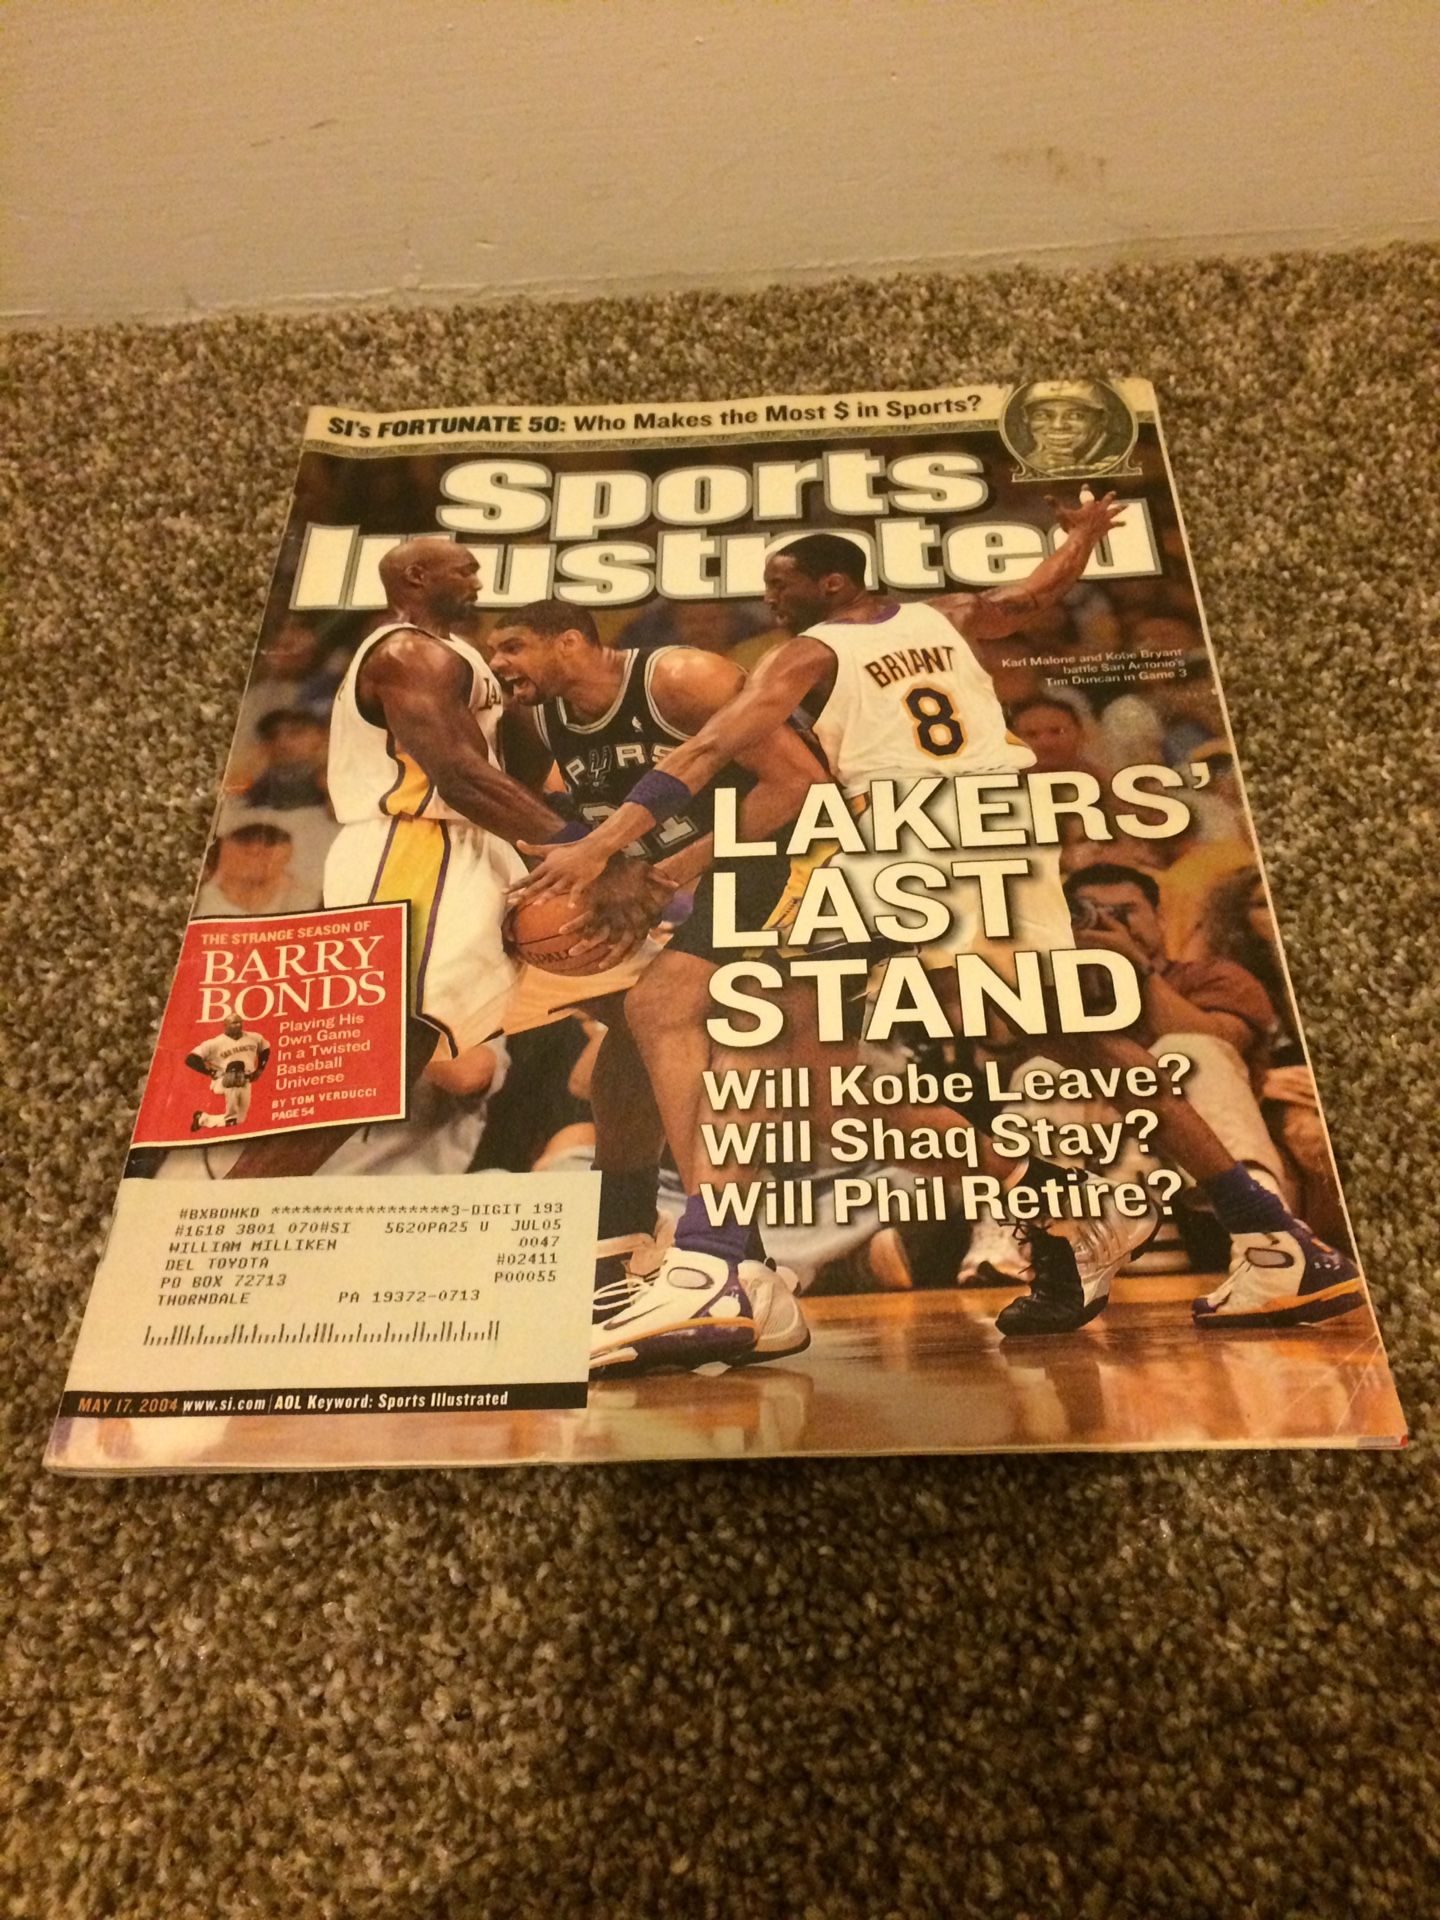 SI's FORTUNATE 50: Who Makes the Most $ in Sports?
Sports
Illustrated
Karl Malone and Kobe Bryant
battle San Antonio's
Tim Duncan in Game 3
BRYANT
8
SPURS
21
SPALDING
LAKERS'
LAST
STAND
Will Kobe Leave?
Will Shaq Stay?
Will Phil Retire?
THE STRANGE SEASON OF
BARRY
BONDS
Playing His
Own Game
In a Twisted
Baseball
Universe
BY TOM VERDUCCI
PAGE 54
#BXBDHKD ******************3-DIGIT 193
#1618 3801 070#SI 5620PA25 U JUL05
WILLIAM MILLIKEN 0047
DEL TOYOTA #02411
PO BOX 72713 P00055
THORNDALE PA 19372-0713
MAY 17, 2004 www.si.com | AOL Keyword: Sports Illustrated